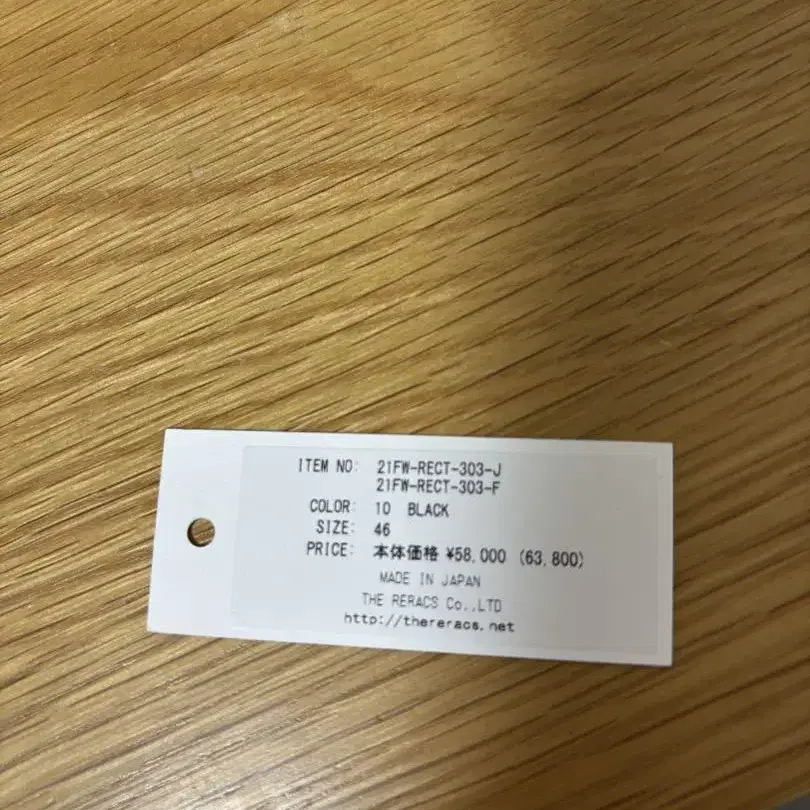 ITEM NO: 21FW-RECT-303-J
21FW-RECT-303-F
COLOR: 10 BLACK
SIZE: 46
PRICE: 本体価格 ¥58,000 (63,800)
MADE IN JAPAN
THE RERACS Co.,LTD
http://thereracs.net